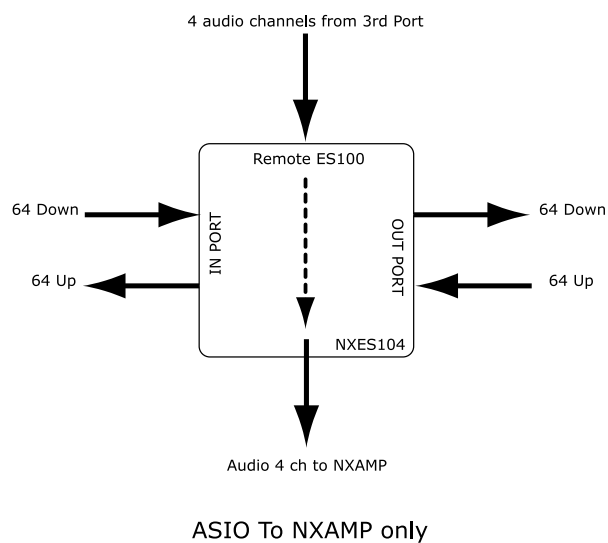 4 audio channels from 3rd Port
Remote ES100
64 Down
IN PORT
OUT PORT
64 Down
64 Up
64 Up
NXES104
Audio 4 ch to NXAMP
ASIO To NXAMP only